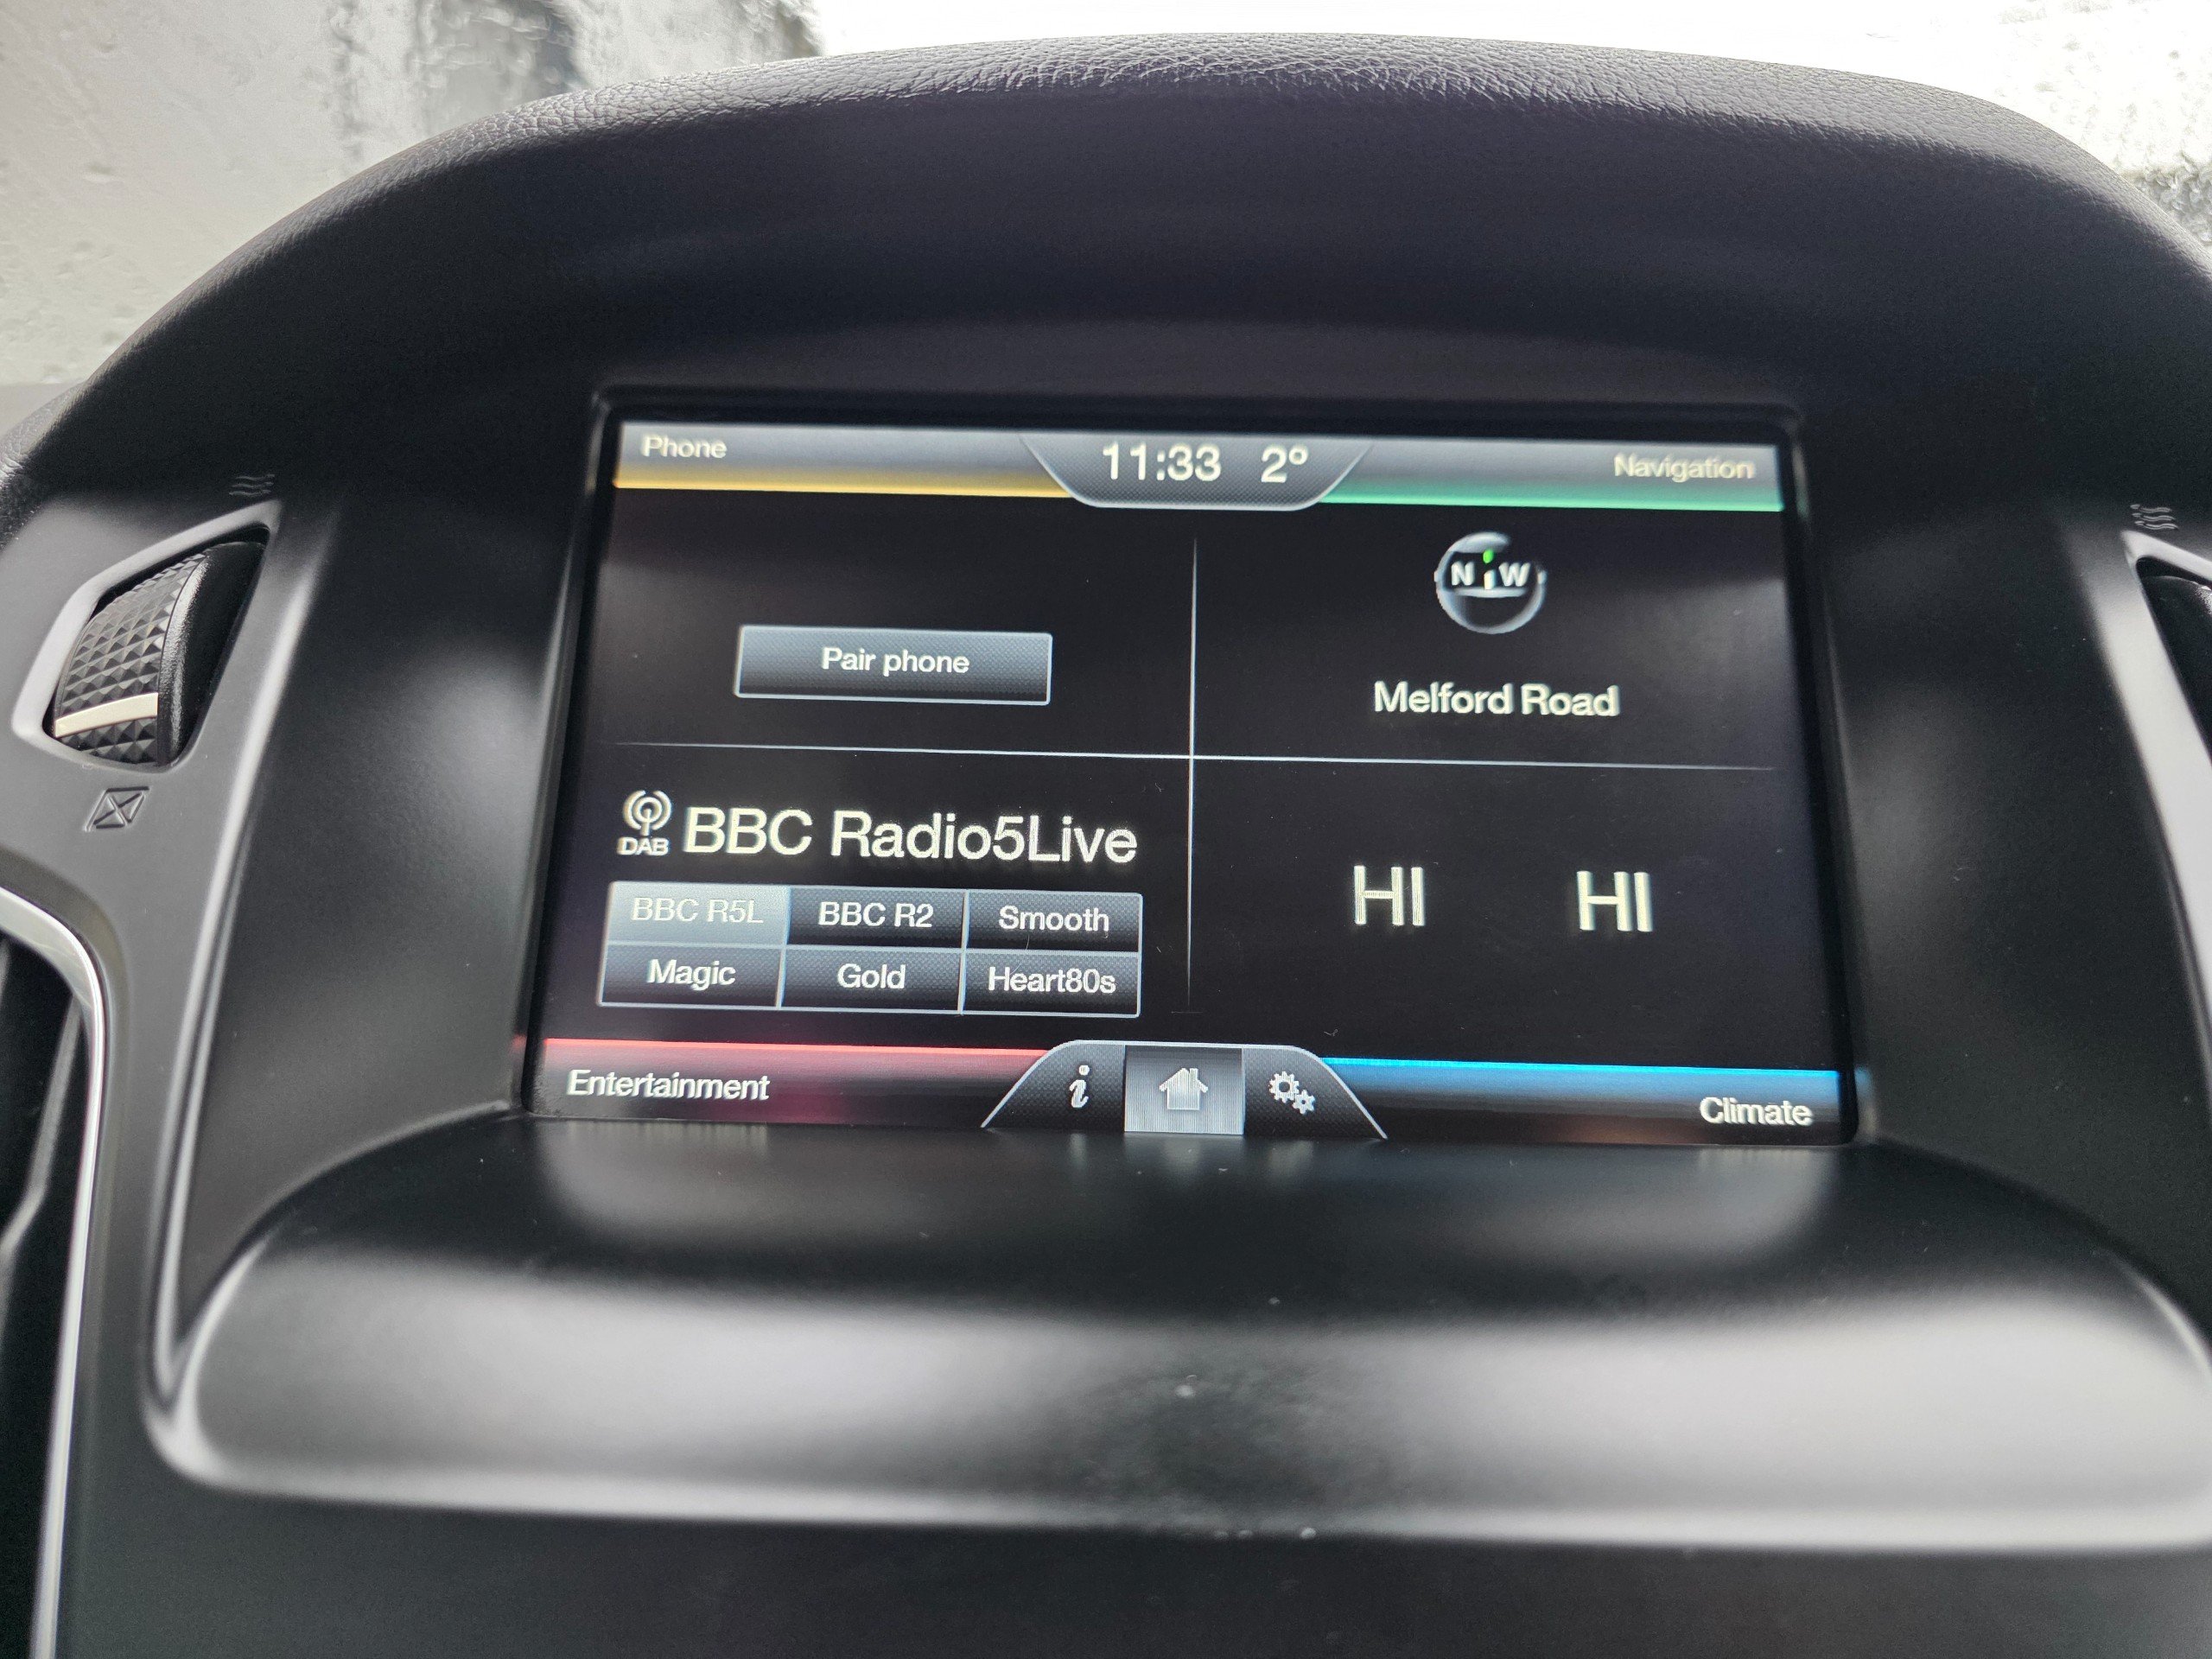 Phone
11:33 2°
Navigation
N W
Pair phone
Melford Road
DAB
BBC Radio5Live
BBC R5L BBC R2 Smooth
Magic Gold Heart80s
HI HI
Entertainment
i
Climate